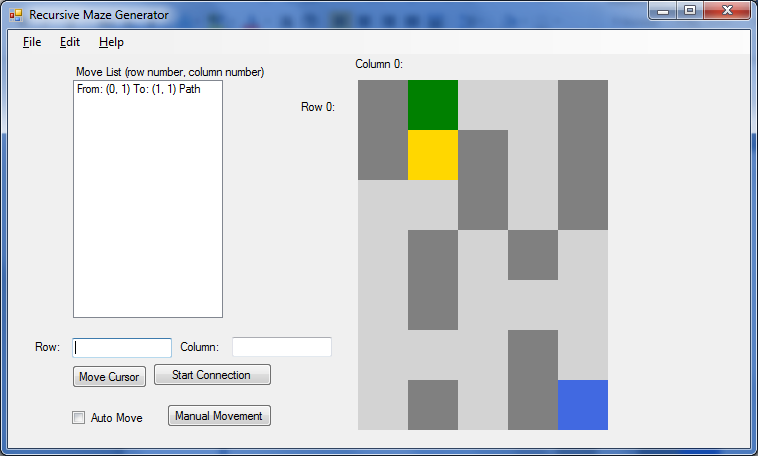 Recursive Maze Generator
File Edit Help
Column 0:
Move List (row number, column number)
From: (0, 1) To: (1, 1) Path
Row 0:
Row: Column:
Move Cursor Start Connection
Auto Move Manual Movement